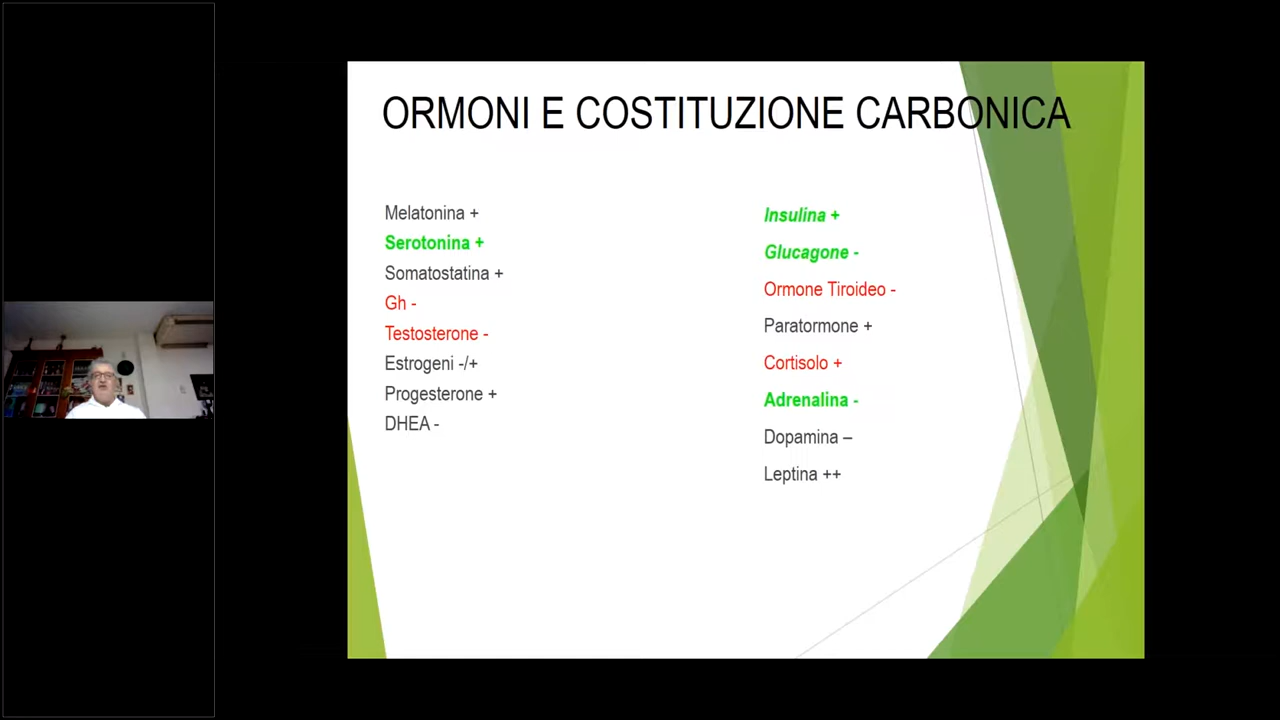 ORMONI E COSTITUZIONE CARBONICA
Melatonina +
Serotonina +
Somatostatina +
Gh -
Testosterone -
Estrogeni -/+
Progesterone +
DHEA -
Insulina +
Glucagone -
Ormone Tiroideo -
Paratormone +
Cortisolo +
Adrenalina -
Dopamina –
Leptina ++